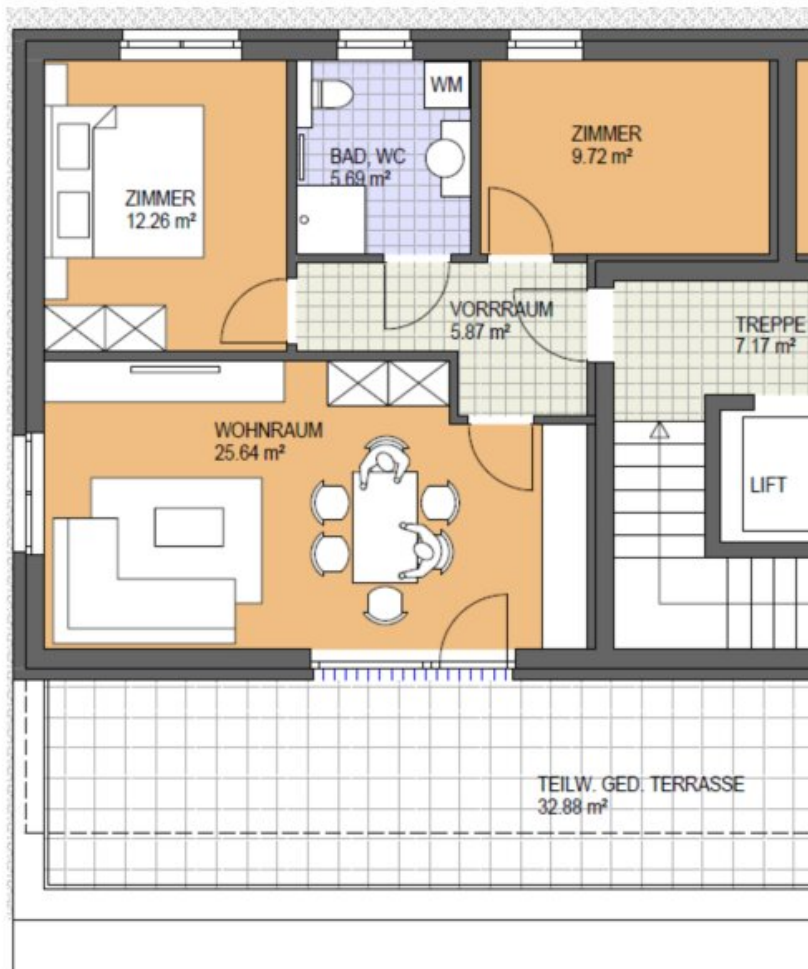 WM
ZIMMER
12.26 m²
BAD, WC
5.69 m²
ZIMMER
9.72 m²
VORRRAUM
5.87 m²
TREPPE
7.17 m²
WOHNRAUM
25.64 m²
LIFT
TEILW. GED. TERRASSE
32.88 m²